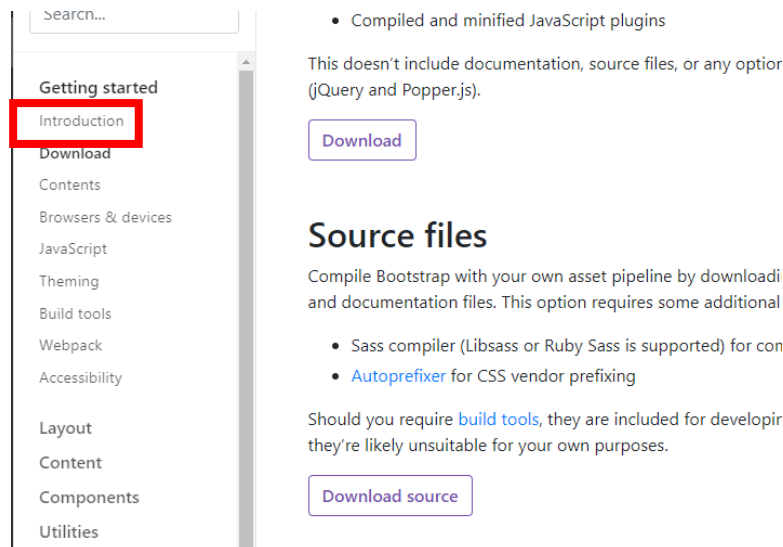 Search...
Getting started
Introduction
Download
Contents
Browsers & devices
JavaScript
Theming
Build tools
Webpack
Accessibility
Layout
Content
Components
Utilities
Compiled and minified JavaScript plugins
This doesn't include documentation, source files, or any option
(jQuery and Popper.js).
Download
Source files
Compile Bootstrap with your own asset pipeline by downloadi
and documentation files. This option requires some additional
Sass compiler (Libsass or Ruby Sass is supported) for con
Autoprefixer for CSS vendor prefixing
Should you require build tools, they are included for developin
they're likely unsuitable for your own purposes.
Download source